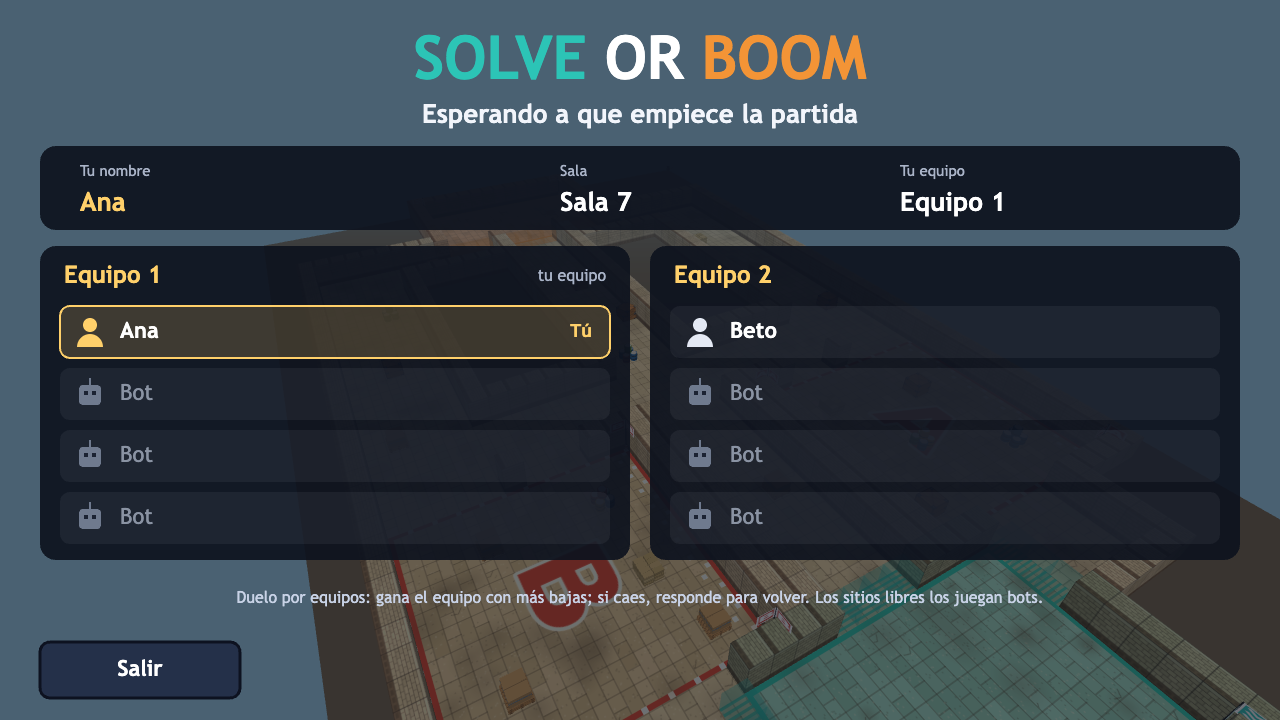 SOLVE OR BOOM
Esperando a que empiece la partida
Tu nombre
Ana
Sala
Sala 7
Tu equipo
Equipo 1
Equipo 1
tu equipo
Ana
Tú
Bot
Bot
Bot
Equipo 2
Beto
Bot
Bot
Bot
B
Duelo por equipos: gana el equipo con más bajas; si caes, responde para volver. Los sitios libres los juegan bots.
Salir